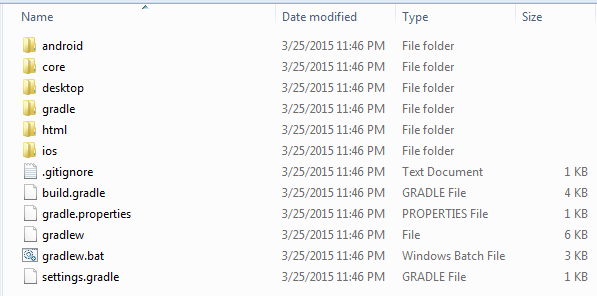 Name Date modified Type Size
android 3/25/2015 11:46 PM File folder
core 3/25/2015 11:46 PM File folder
desktop 3/25/2015 11:46 PM File folder
gradle 3/25/2015 11:46 PM File folder
html 3/25/2015 11:46 PM File folder
ios 3/25/2015 11:46 PM File folder
.gitignore 3/25/2015 11:46 PM Text Document 1 KB
build.gradle 3/25/2015 11:46 PM GRADLE File 4 KB
gradle.properties 3/25/2015 11:46 PM PROPERTIES File 1 KB
gradlew 3/25/2015 11:46 PM File 6 KB
gradlew.bat 3/25/2015 11:46 PM Windows Batch File 3 KB
settings.gradle 3/25/2015 11:46 PM GRADLE File 1 KB